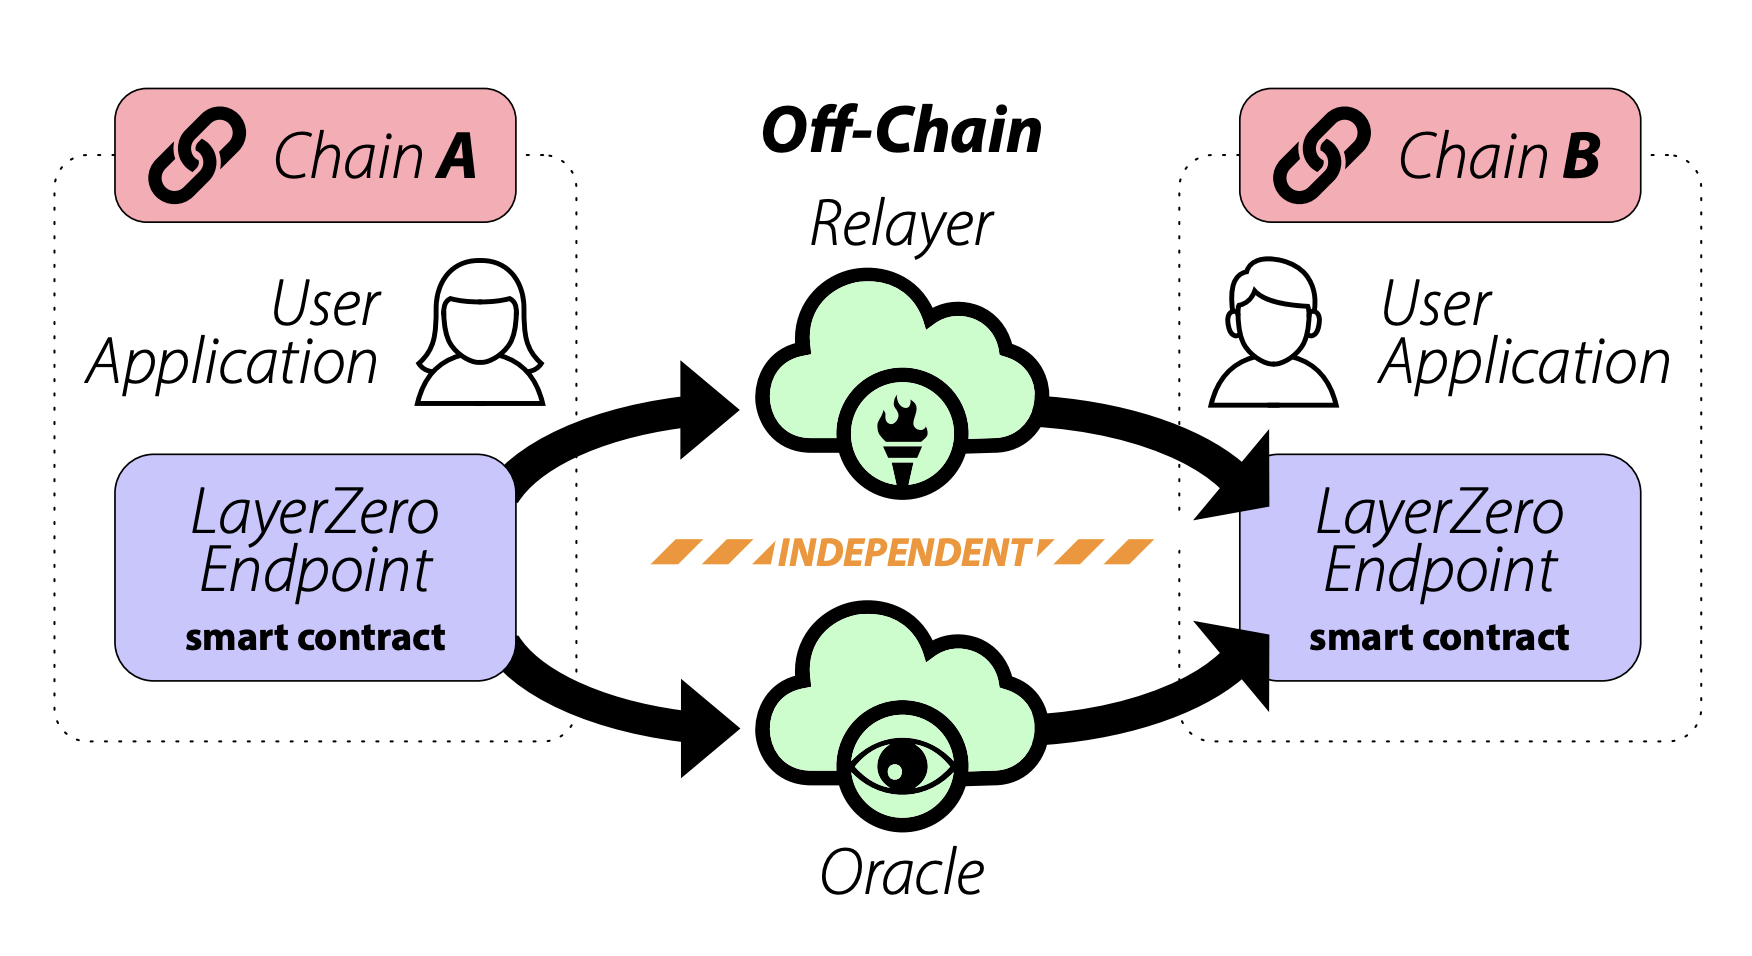 Chain A
User
Application
LayerZero
Endpoint
smart contract
Off-Chain
Relayer
INDEPENDENT
Oracle
Chain B
User
Application
LayerZero
Endpoint
smart contract